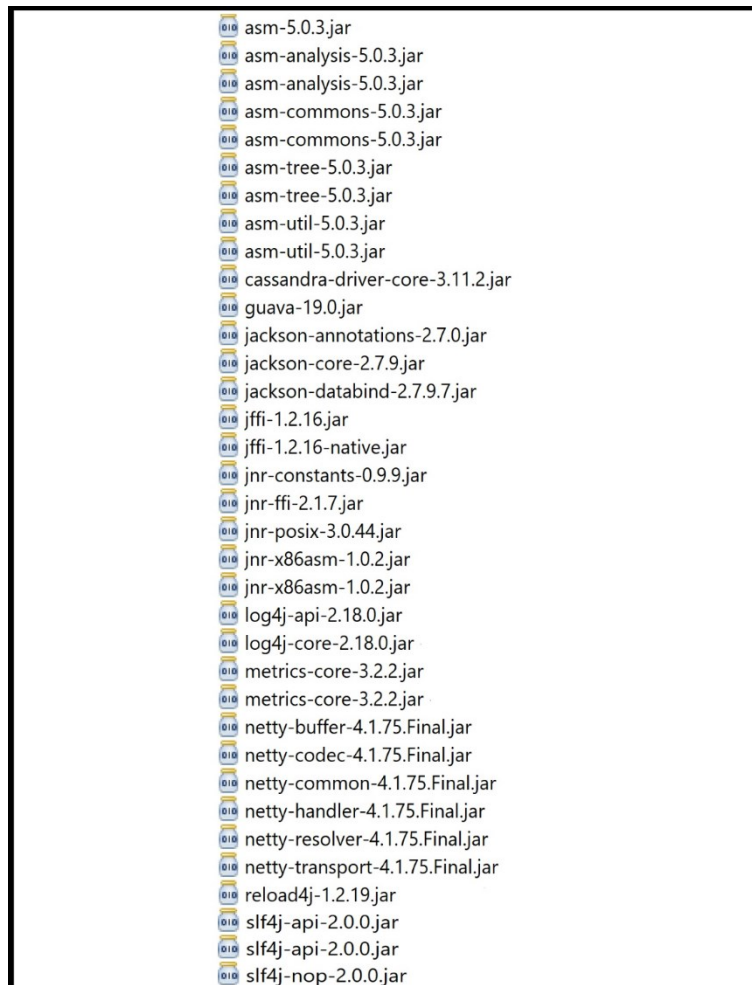 asm-5.0.3.jar
asm-analysis-5.0.3.jar
asm-analysis-5.0.3.jar
asm-commons-5.0.3.jar
asm-commons-5.0.3.jar
asm-tree-5.0.3.jar
asm-tree-5.0.3.jar
asm-util-5.0.3.jar
asm-util-5.0.3.jar
cassandra-driver-core-3.11.2.jar
guava-19.0.jar
jackson-annotations-2.7.0.jar
jackson-core-2.7.9.jar
jackson-databind-2.7.9.7.jar
jffi-1.2.16.jar
jffi-1.2.16-native.jar
jnr-constants-0.9.9.jar
jnr-ffi-2.1.7.jar
jnr-posix-3.0.44.jar
jnr-x86asm-1.0.2.jar
jnr-x86asm-1.0.2.jar
log4j-api-2.18.0.jar
log4j-core-2.18.0.jar
metrics-core-3.2.2.jar
metrics-core-3.2.2.jar
netty-buffer-4.1.75.Final.jar
netty-codec-4.1.75.Final.jar
netty-common-4.1.75.Final.jar
netty-handler-4.1.75.Final.jar
netty-resolver-4.1.75.Final.jar
netty-transport-4.1.75.Final.jar
reload4j-1.2.19.jar
slf4j-api-2.0.0.jar
slf4j-api-2.0.0.jar
slf4j-nop-2.0.0.jar